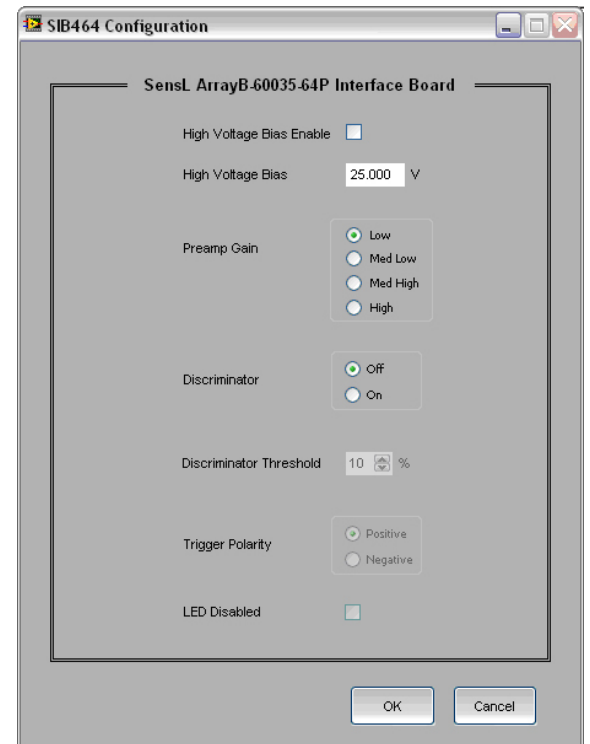 SIB464 Configuration
SensL ArrayB-60035-64P Interface Board
High Voltage Bias Enable
High Voltage Bias 25.000 V
Preamp Gain
Low
Med Low
Med High
High
Discriminator
Off
On
Discriminator Threshold 10 %
Trigger Polarity
Positive
Negative
LED Disabled
OK Cancel